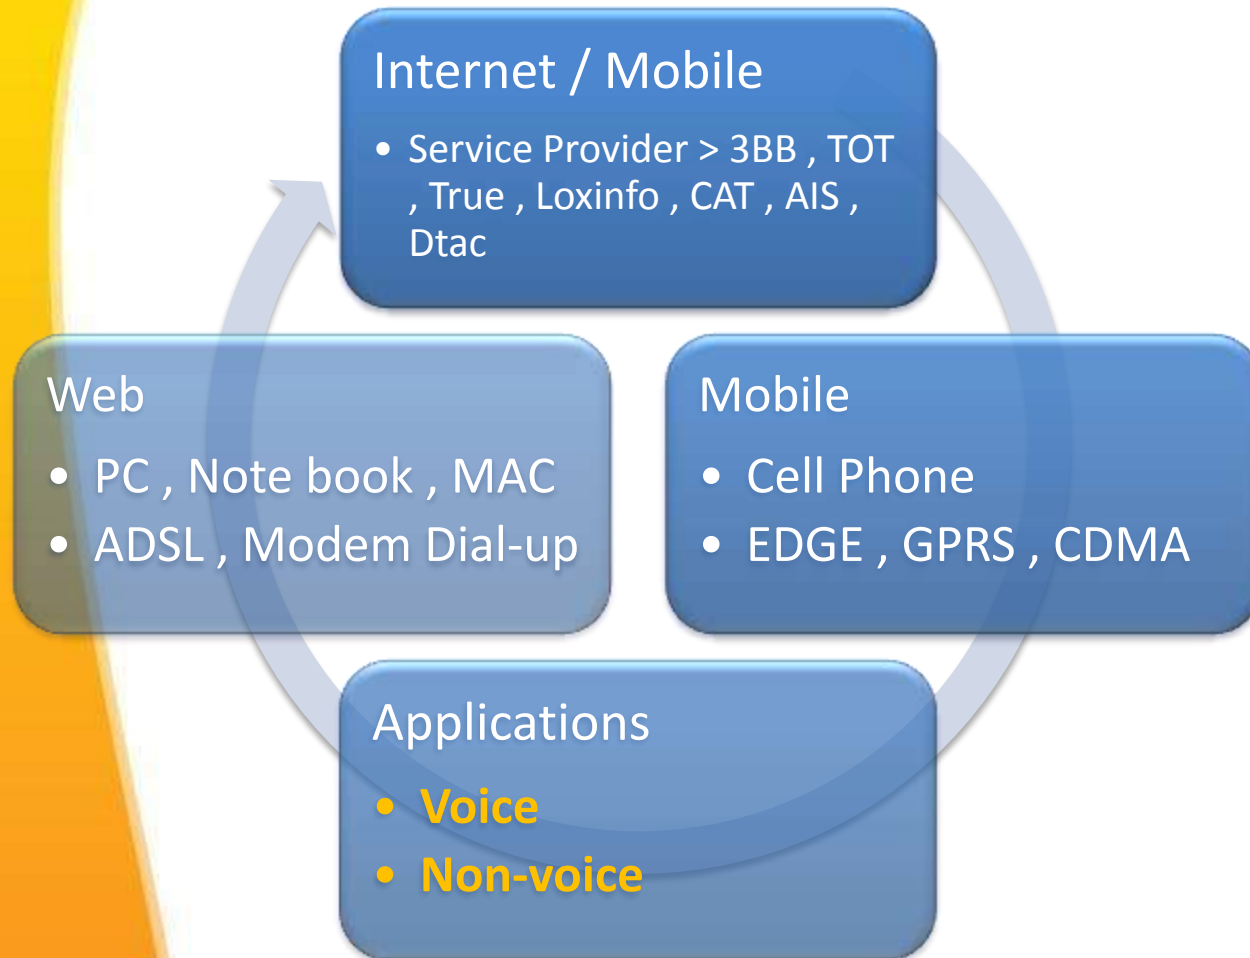 Internet / Mobile
• Service Provider > 3BB , TOT
, True , Loxinfo , CAT , AIS ,
Dtac
Web
• PC , Note book , MAC
• ADSL , Modem Dial-up
Mobile
• Cell Phone
• EDGE , GPRS , CDMA
Applications
• Voice
• Non-voice